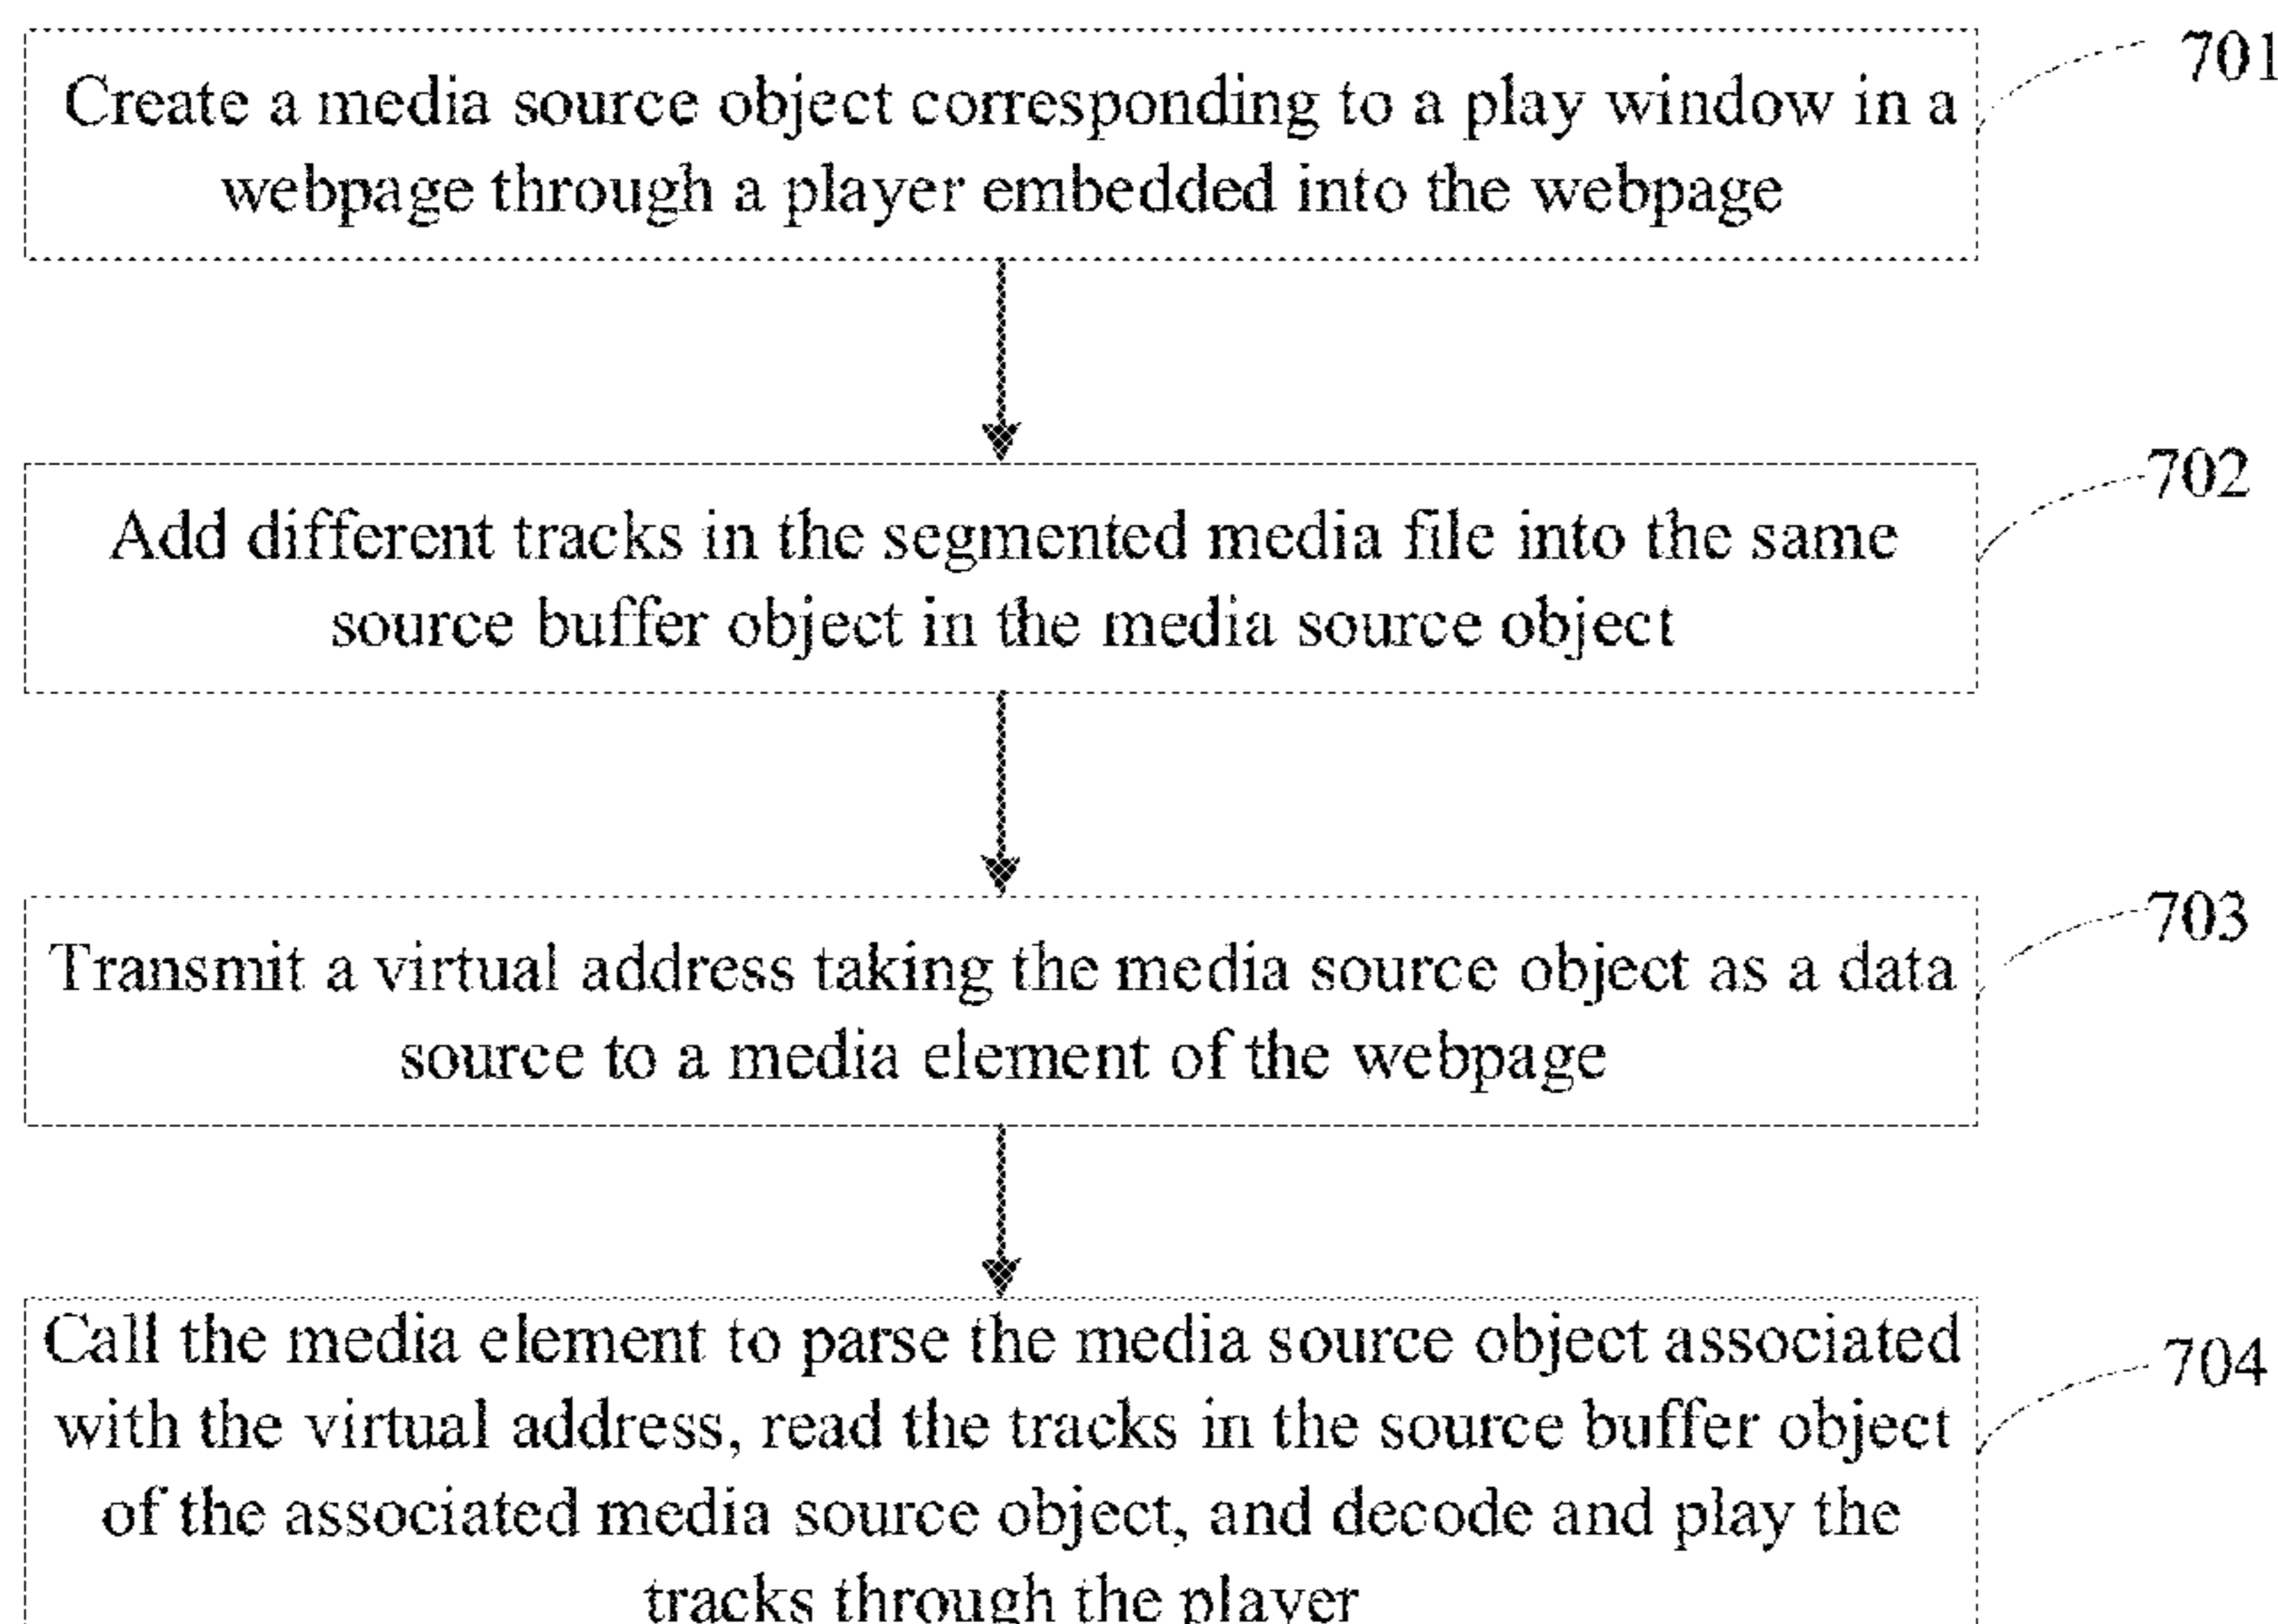 701
Create a media source object corresponding to a play window in a
webpage through a player embedded into the webpage
702
Add different tracks in the segmented media file into the same
source buffer object in the media source object
703
Transmit a virtual address taking the media source object as a data
source to a media element of the webpage
704
Call the media element to parse the media source object associated
with the virtual address, read the tracks in the source buffer object
of the associated media source object, and decode and play the
tracks through the player